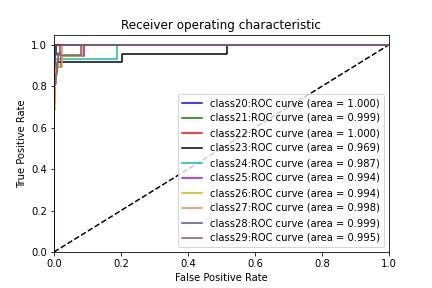 Receiver operating characteristic
True Positive Rate
1.0
0.8
0.6
0.4
0.2
0.0
class20:ROC curve (area = 1.000)
class21:ROC curve (area = 0.999)
class22:ROC curve (area = 1.000)
class23:ROC curve (area = 0.969)
class24:ROC curve (area = 0.987)
class25:ROC curve (area = 0.994)
class26:ROC curve (area = 0.994)
class27:ROC curve (area = 0.998)
class28:ROC curve (area = 0.999)
class29:ROC curve (area = 0.995)
0.0 0.2 0.4 0.6 0.8 1.0
False Positive Rate